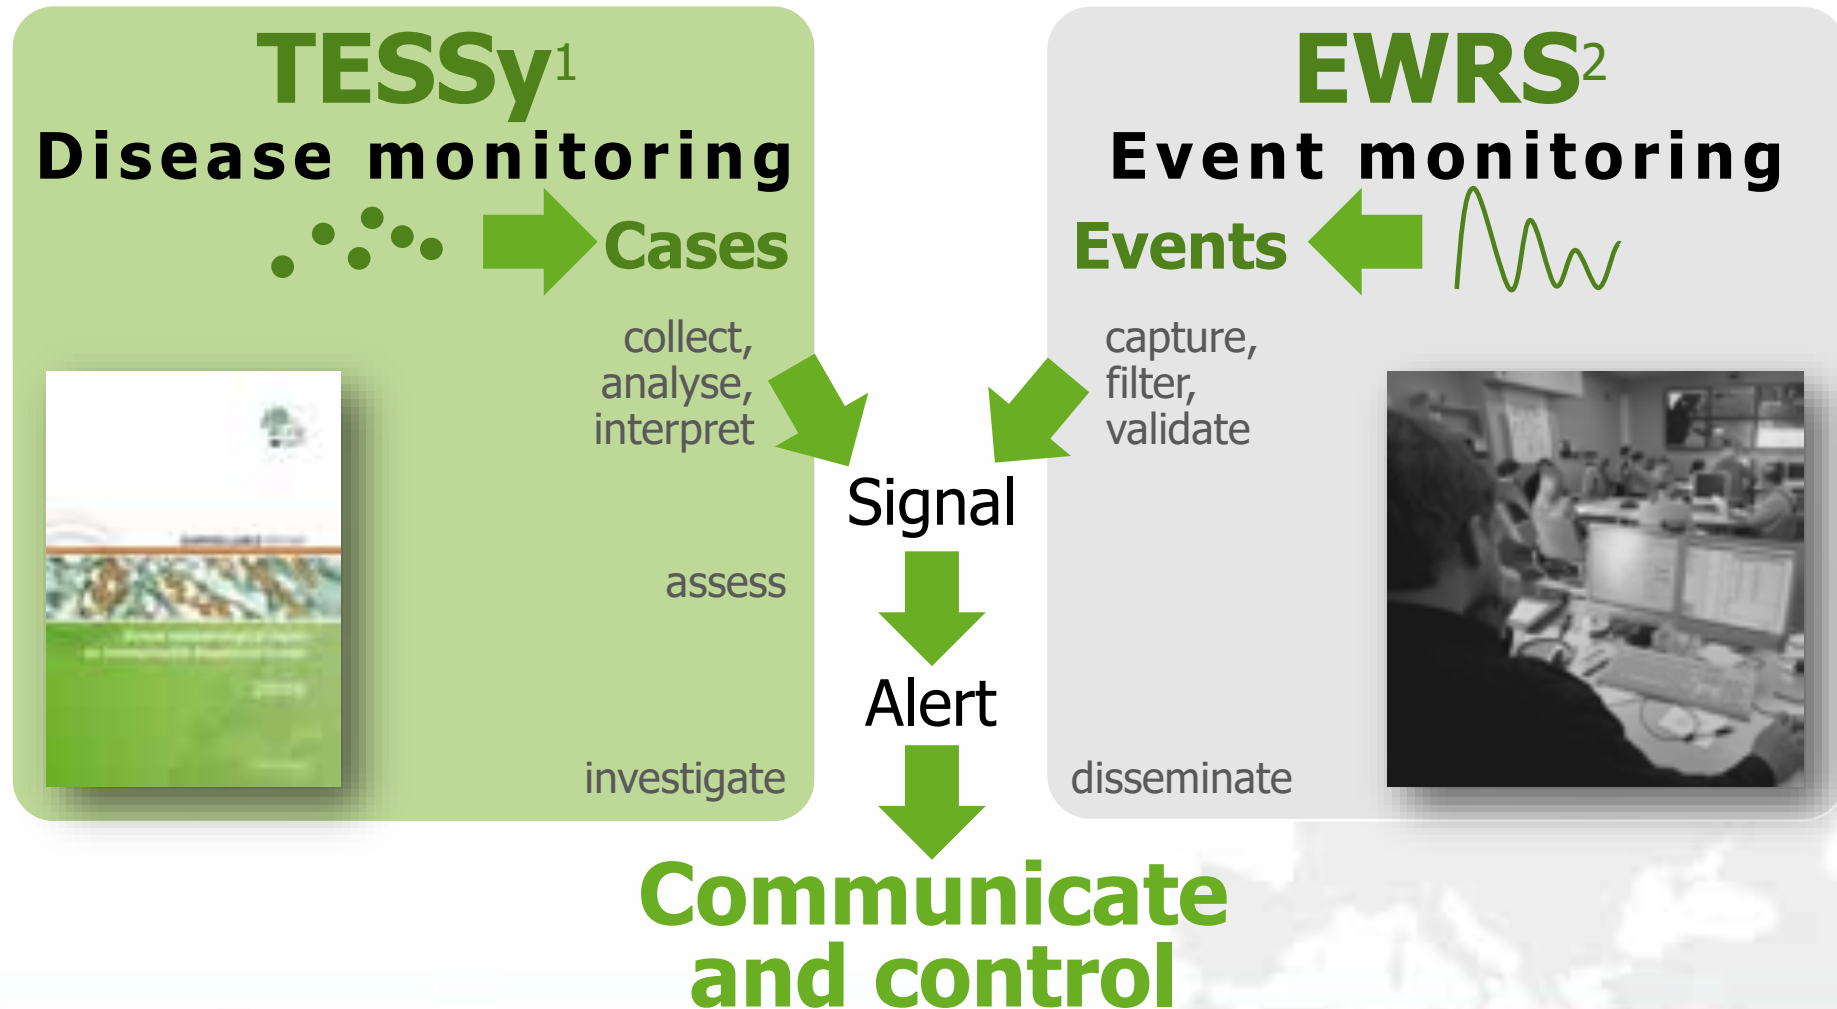 TESSy1
Disease monitoring
Cases
collect,
analyse,
interpret
assess
investigate
EWRS2
Event monitoring
Events
capture,
filter,
validate
disseminate
Signal
Alert
Communicate
and control